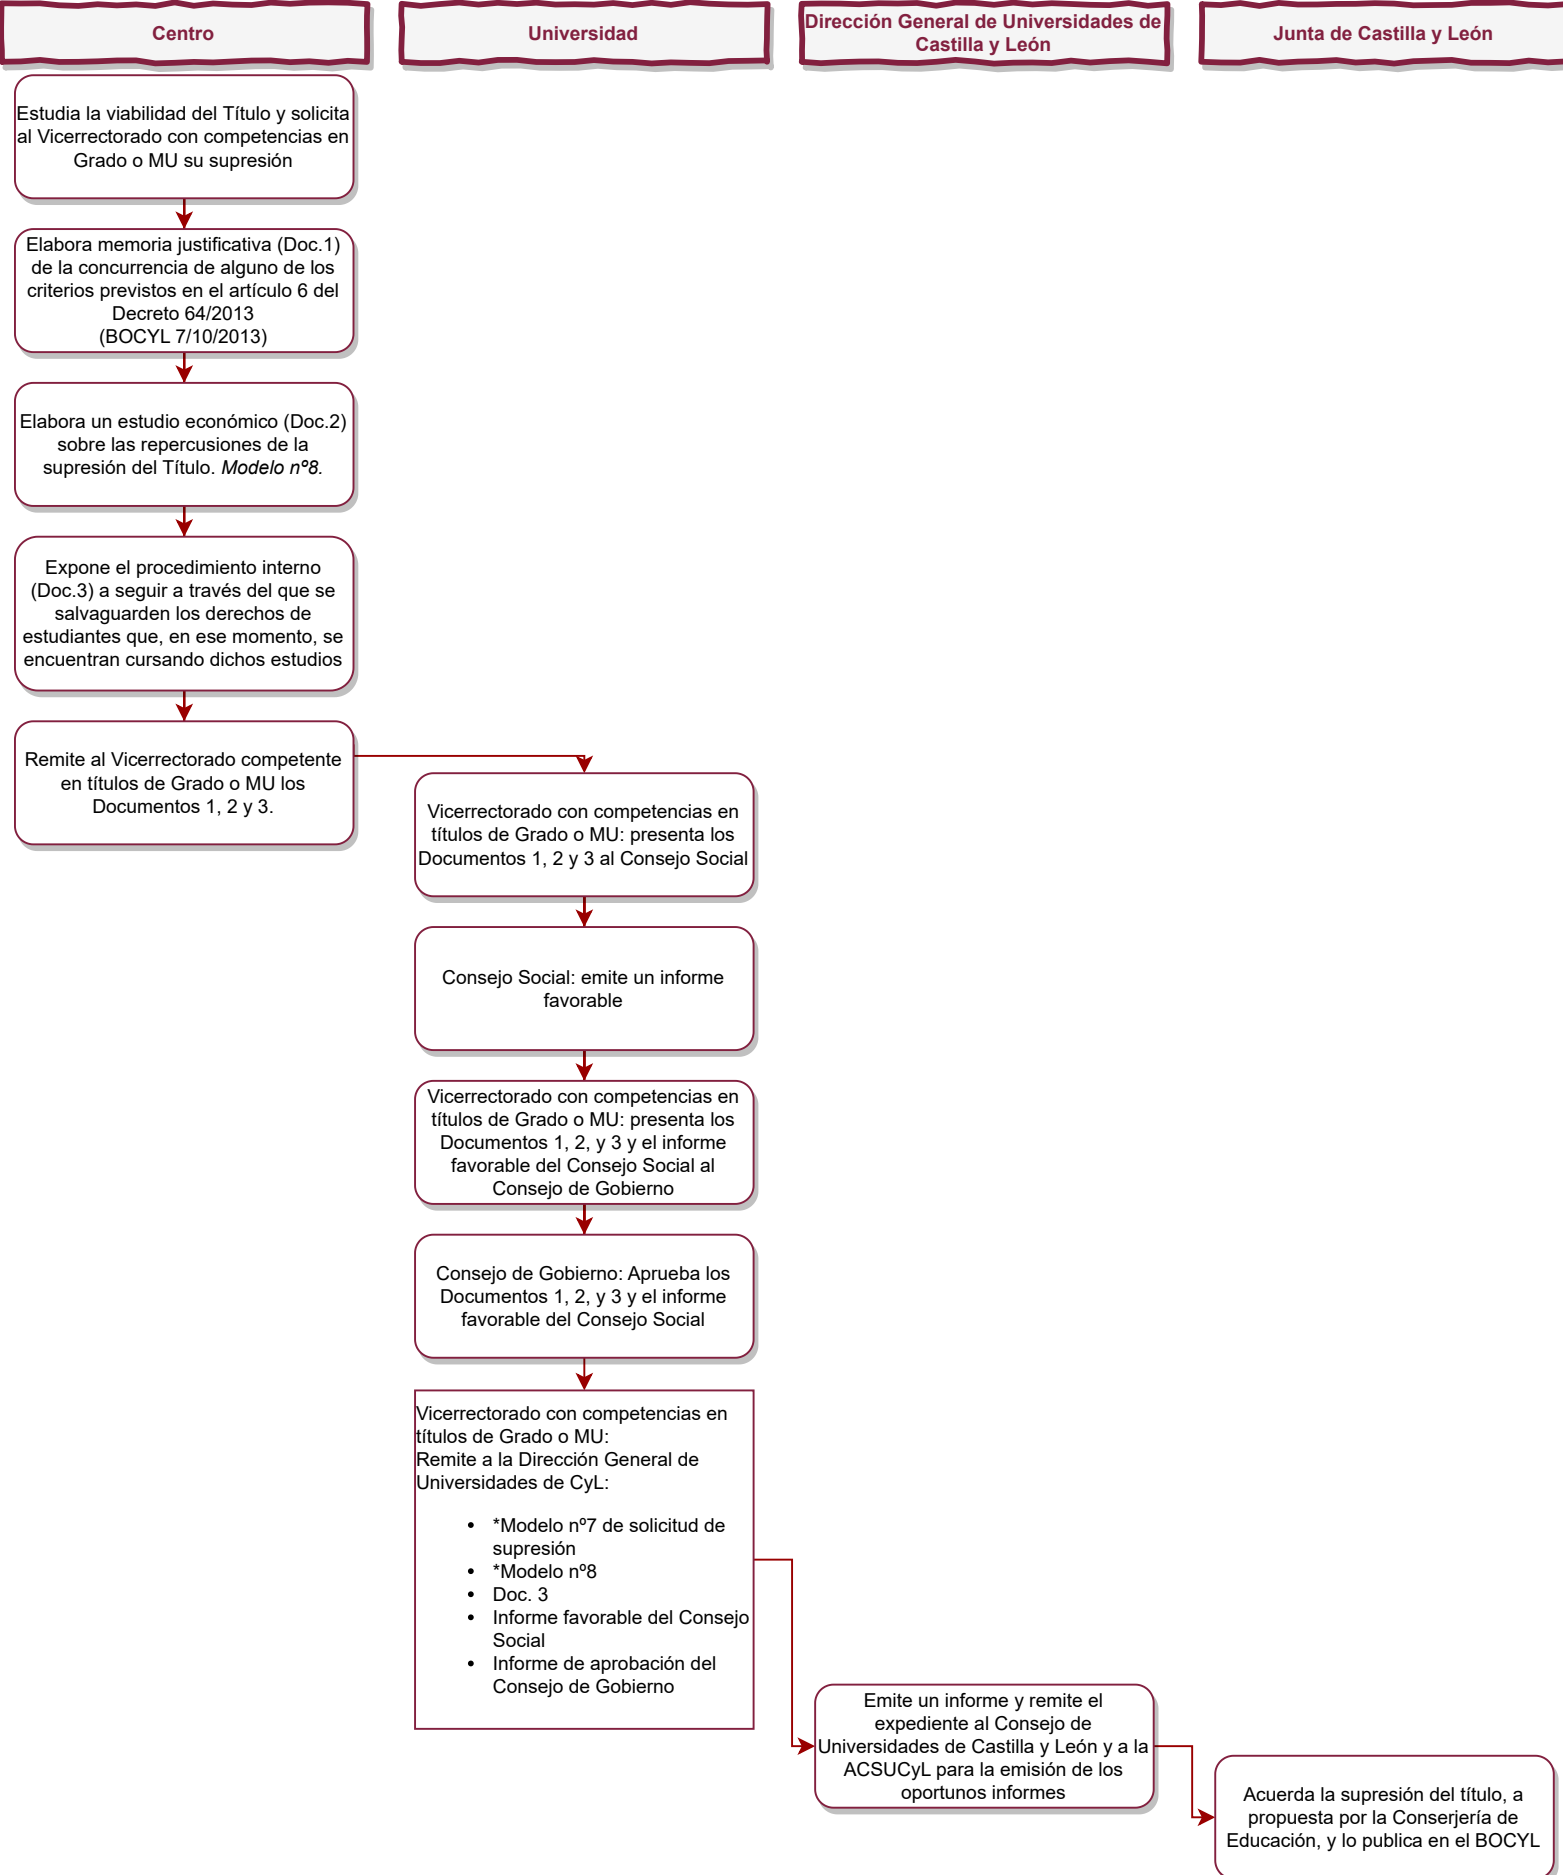 Centro
Universidad
Dirección General de Universidades de
Castilla y León
Junta de Castilla y León
Estudia la viabilidad del Título y solicita
al Vicerrectorado con competencias en
Grado o MU su supresión
Elabora memoria justificativa (Doc.1)
de la concurrencia de alguno de los
criterios previstos en el artículo 6 del
Decreto 64/2013
(BOCYL 7/10/2013)
Elabora un estudio económico (Doc.2)
sobre las repercusiones de la
supresión del Título. Modelo nº8.
Expone el procedimiento interno
(Doc.3) a seguir a través del que se
salvaguarden los derechos de
estudiantes que, en ese momento, se
encuentran cursando dichos estudios
Remite al Vicerrectorado competente
en títulos de Grado o MU los
Documentos 1, 2 y 3.
Vicerrectorado con competencias en
títulos de Grado o MU: presenta los
Documentos 1, 2 y 3 al Consejo Social
Consejo Social: emite un informe
favorable
Vicerrectorado con competencias en
títulos de Grado o MU: presenta los
Documentos 1, 2, y 3 y el informe
favorable del Consejo Social al
Consejo de Gobierno
Consejo de Gobierno: Aprueba los
Documentos 1, 2, y 3 y el informe
favorable del Consejo Social
Vicerrectorado con competencias en
títulos de Grado o MU:
Remite a la Dirección General de
Universidades de CyL:
• *Modelo nº7 de solicitud de
supresión
• *Modelo nº8
• Doc. 3
• Informe favorable del Consejo
Social
• Informe de aprobación del
Consejo de Gobierno
Emite un informe y remite el
expediente al Consejo de
Universidades de Castilla y León y a la
ACSUCyL para la emisión de los
oportunos informes
Acuerda la supresión del título, a
propuesta por la Conserjería de
Educación, y lo publica en el BOCYL